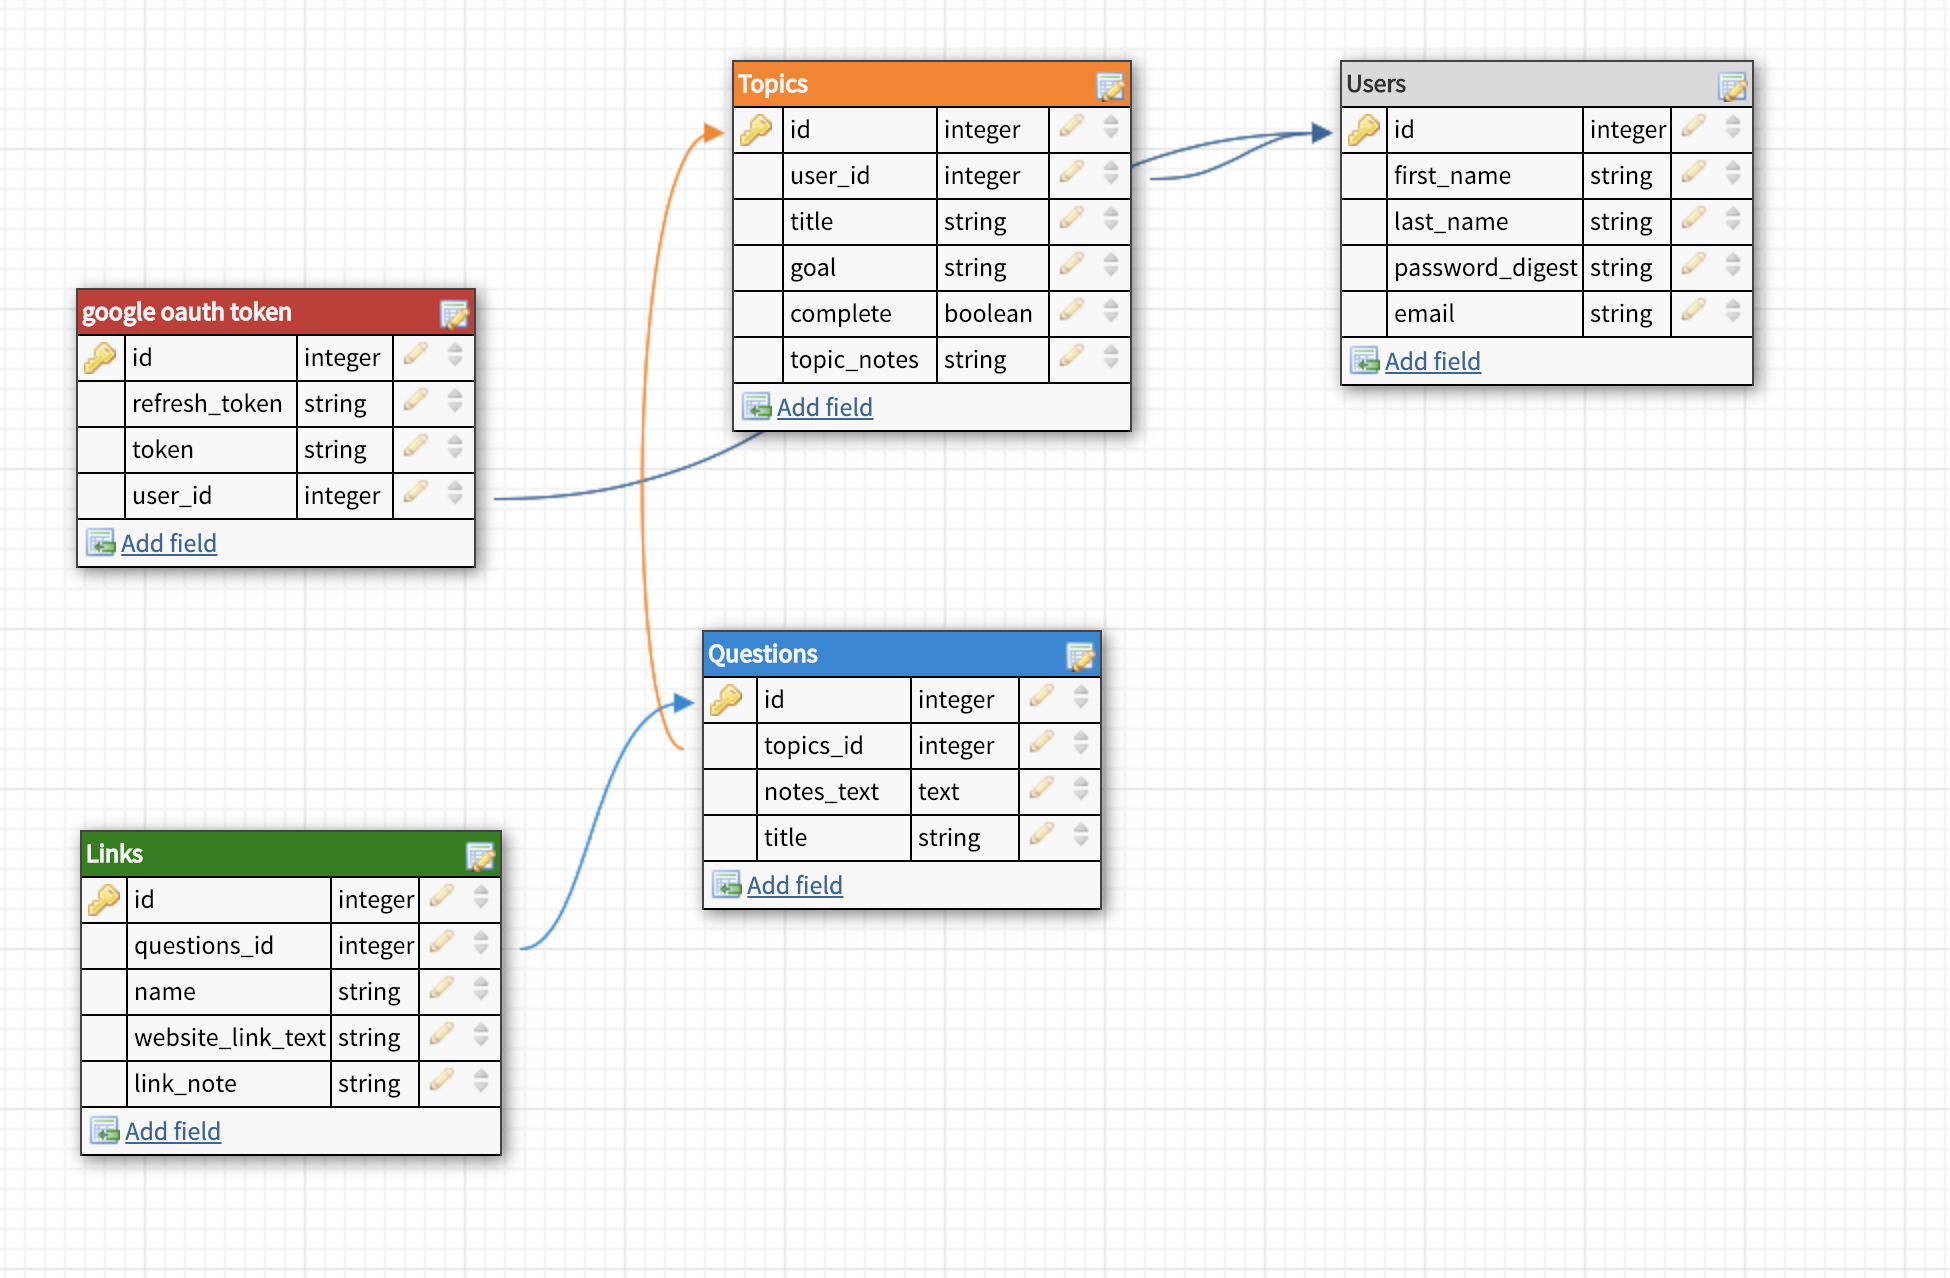 Topics
id integer
user_id integer
title string
goal string
complete boolean
topic_notes string
Add field
Users
id integer
first_name string
last_name string
password_digest string
email string
Add field
google oauth token
id integer
refresh_token string
token string
user_id integer
Add field
Questions
id integer
topics_id integer
notes_text text
title string
Add field
Links
id integer
questions_id integer
name string
website_link_text string
link_note string
Add field